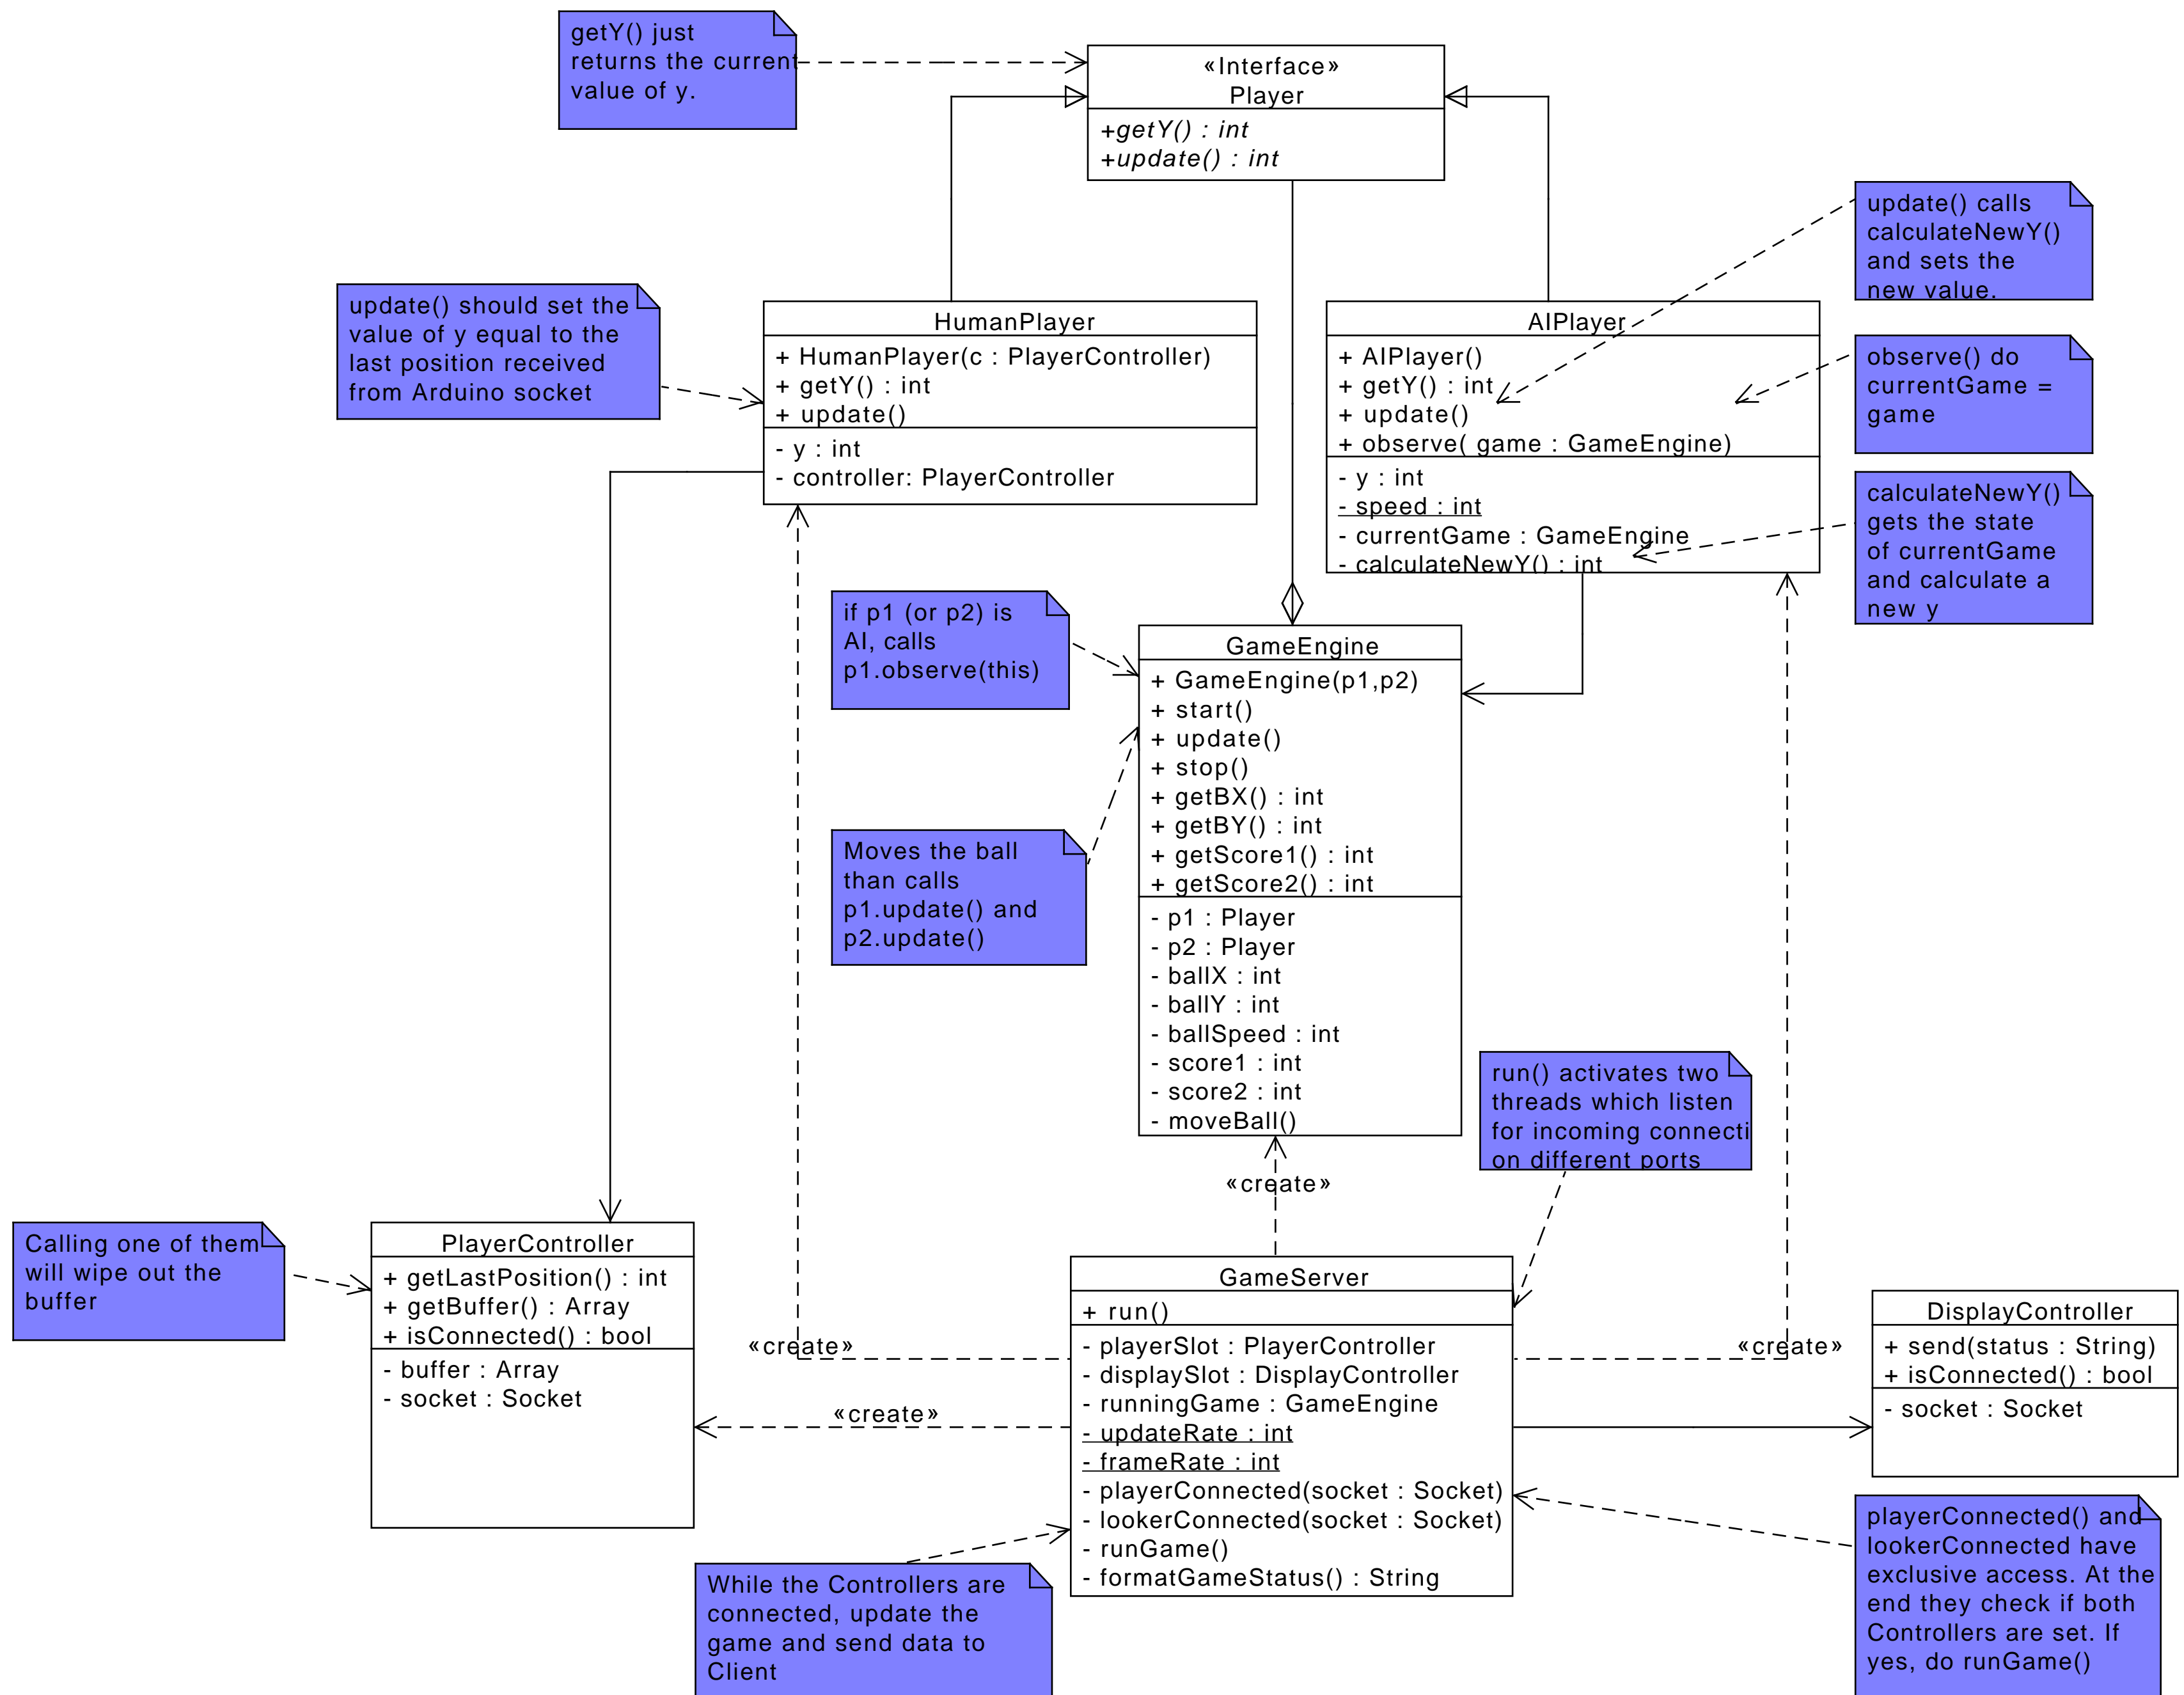 getY() just
returns the current
value of y.
«Interface»
Player
+getY() : int
+update() : int
update() calls
calculateNewY()
and sets the
new value.
update() should set the
value of y equal to the
last position received
from Arduino socket
HumanPlayer
+ HumanPlayer(c : PlayerController)
+ getY() : int
+ update()
- y : int
- controller: PlayerController
AIPlayer
+ AIPlayer()
+ getY() : int
+ update()
+ observe( game : GameEngine)
- y : int
- speed : int
- currentGame : GameEngine
- calculateNewY() : int
observe() do
currentGame =
game
calculateNewY()
gets the state
of currentGame
and calculate a
new y
if p1 (or p2) is
AI, calls
p1.observe(this)
GameEngine
+ GameEngine(p1,p2)
+ start()
+ update()
+ stop()
+ getBX() : int
+ getBY() : int
+ getScore1() : int
+ getScore2() : int
- p1 : Player
- p2 : Player
- ballX : int
- ballY : int
- ballSpeed : int
- score1 : int
- score2 : int
- moveBall()
Moves the ball
than calls
p1.update() and
p2.update()
run() activates two
threads which listen
for incoming connecti
on different ports
«create»
Calling one of them
will wipe out the
buffer
PlayerController
+ getLastPosition() : int
+ getBuffer() : Array
+ isConnected() : bool
- buffer : Array
- socket : Socket
«create»
«create»
GameServer
+ run()
- playerSlot : PlayerController
- displaySlot : DisplayController
- runningGame : GameEngine
- updateRate : int
- frameRate : int
- playerConnected(socket : Socket)
- lookerConnected(socket : Socket)
- runGame()
- formatGameStatus() : String
«create»
DisplayController
+ send(status : String)
+ isConnected() : bool
- socket : Socket
While the Controllers are
connected, update the
game and send data to
Client
playerConnected() and
lookerConnected have
exclusive access. At the
end they check if both
Controllers are set. If
yes, do runGame()